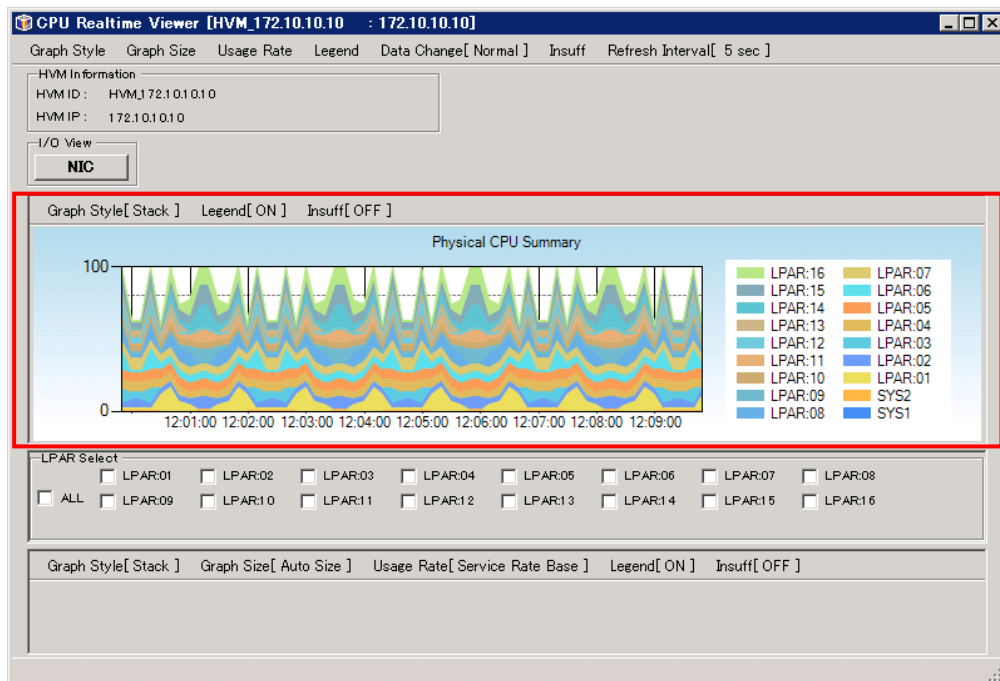 CPU Realtime Viewer [HVM_172.10.10.10 : 172.10.10.10]
Graph Style Graph Size Usage Rate Legend Data Change[ Normal ] Insuff Refresh Interval[ 5 sec ]
HVM Information
HVM ID : HVM_172.10.10.10
HVM IP : 172.10.10.10
I/O View
NIC
Graph Style[ Stack ] Legend[ ON ] Insuff[ OFF ]
Physical CPU Summary
100
0
12:01:00 12:02:00 12:03:00 12:04:00 12:05:00 12:06:00 12:07:00 12:08:00 12:09:00
LPAR:16 LPAR:07
LPAR:15 LPAR:06
LPAR:14 LPAR:05
LPAR:13 LPAR:04
LPAR:12 LPAR:03
LPAR:11 LPAR:02
LPAR:10 LPAR:01
LPAR:09 SYS2
LPAR:08 SYS1
LPAR Select
LPAR:01 LPAR:02 LPAR:03 LPAR:04 LPAR:05 LPAR:06 LPAR:07 LPAR:08
ALL LPAR:09 LPAR:10 LPAR:11 LPAR:12 LPAR:13 LPAR:14 LPAR:15 LPAR:16
Graph Style[ Stack ] Graph Size[ Auto Size ] Usage Rate[ Service Rate Base ] Legend[ ON ] Insuff[ OFF ]